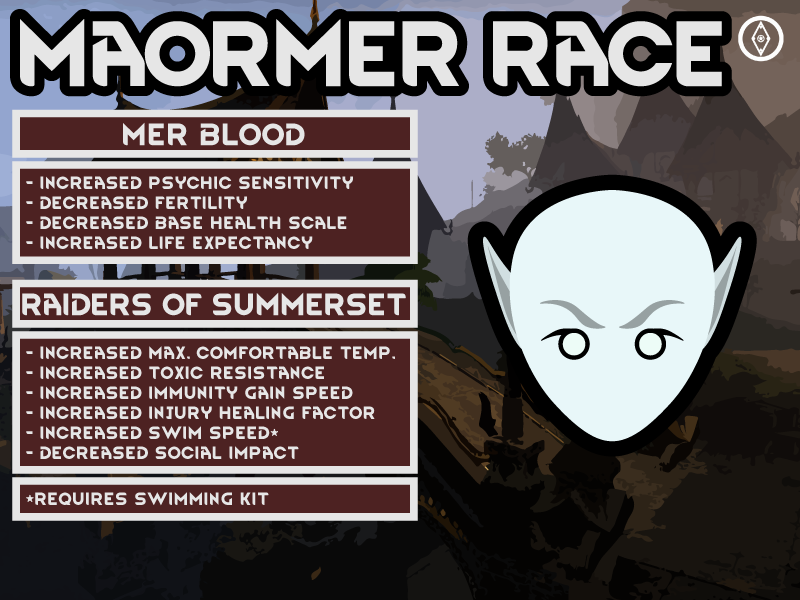 MAORMER RACE
MER BLOOD
- INCREASED PSYCHIC SENSITIVITY
- DECREASED FERTILITY
- DECREASED BASE HEALTH SCALE
- INCREASED LIFE EXPECTANCY
RAIDERS OF SUMMERSET
- INCREASED MAX. COMFORTABLE TEMP.
- INCREASED TOXIC RESISTANCE
- INCREASED IMMUNITY GAIN SPEED
- INCREASED INJURY HEALING FACTOR
- INCREASED SWIM SPEED*
- DECREASED SOCIAL IMPACT
*REQUIRES SWIMMING KIT